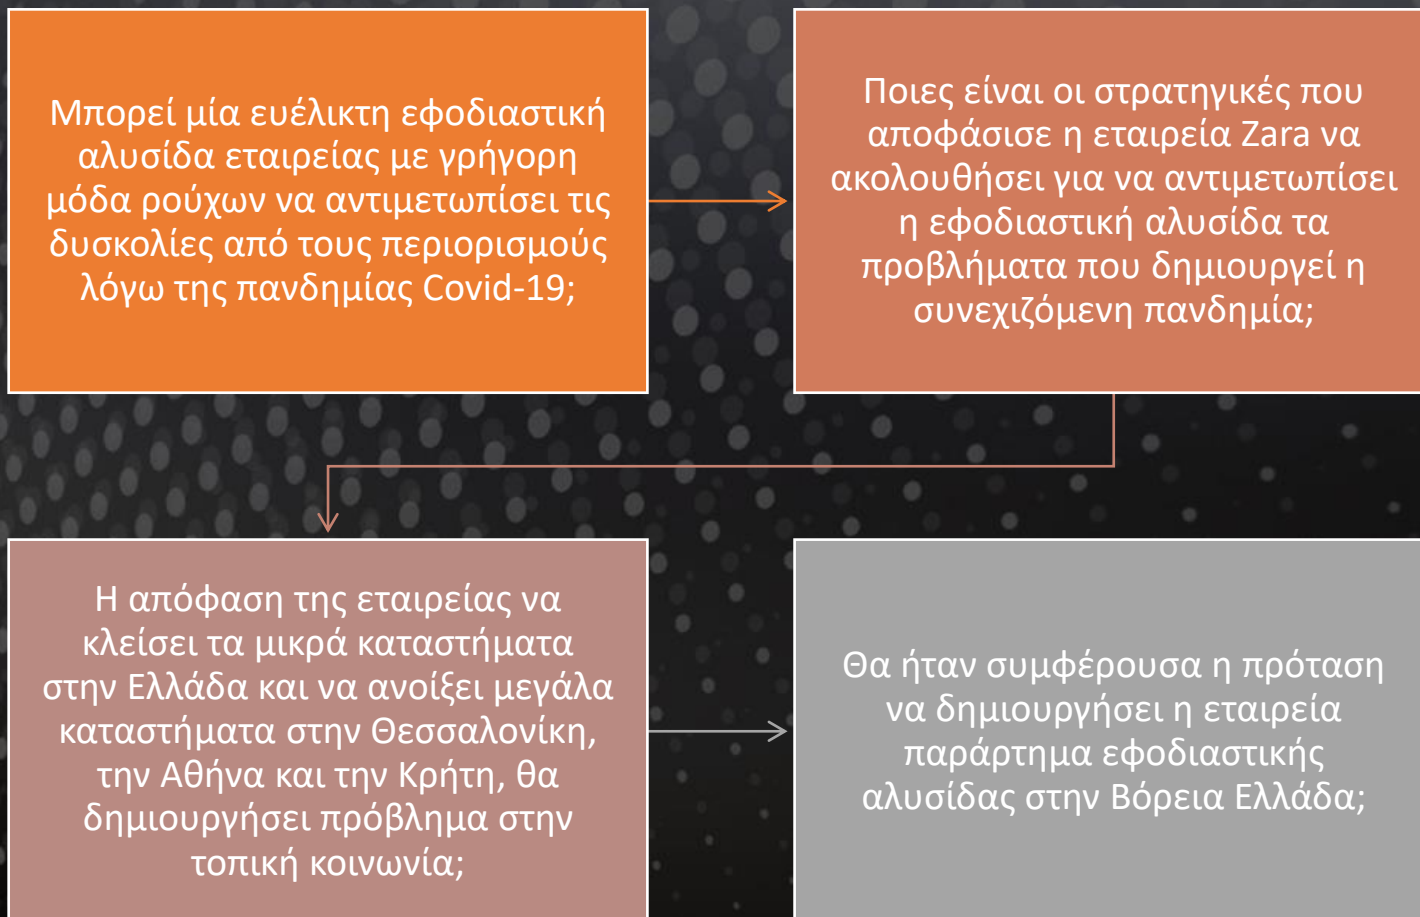 Μπορεί μία ευέλικτη εφοδιαστική
αλυσίδα εταιρείας με γρήγορη
μόδα ρούχων να αντιμετωπίσει τις
δυσκολίες από τους περιορισμούς
λόγω της πανδημίας Covid-19;
Ποιες είναι οι στρατηγικές που
αποφάσισε η εταιρεία Zara να
ακολουθήσει για να αντιμετωπίσει
η εφοδιαστική αλυσίδα τα
προβλήματα που δημιουργεί η
συνεχιζόμενη πανδημία;
Η απόφαση της εταιρείας να
κλείσει τα μικρά καταστήματα
στην Ελλάδα και να ανοίξει μεγάλα
καταστήματα στην Θεσσαλονίκη,
την Αθήνα και την Κρήτη, θα
δημιουργήσει πρόβλημα στην
τοπική κοινωνία;
Θα ήταν συμφέρουσα η πρόταση
να δημιουργήσει η εταιρεία
παράρτημα εφοδιαστικής
αλυσίδας στην Βόρεια Ελλάδα;